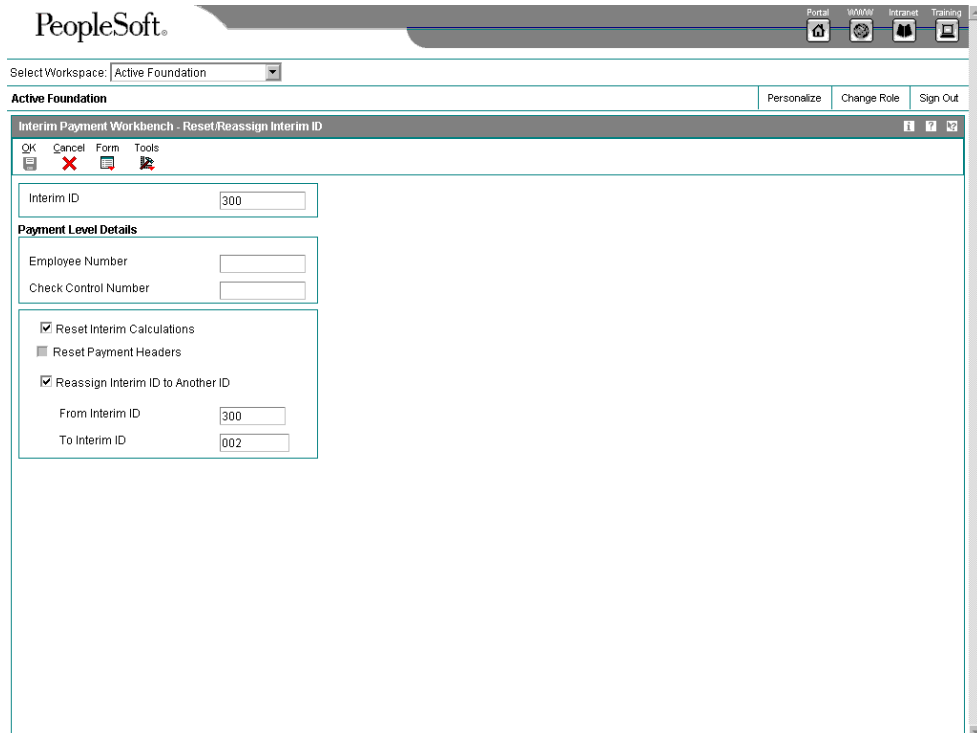 Portal WWW Intranet Training
PeopleSoft®
Select Workspace: Active Foundation
Active Foundation Personalize Change Role Sign Out
Interim Payment Workbench - Reset/Reassign Interim ID
OK Cancel Form Tools
Interim ID 300
Payment Level Details
Employee Number
Check Control Number
Reset Interim Calculations
Reset Payment Headers
Reassign Interim ID to Another ID
From Interim ID 300
To Interim ID 002